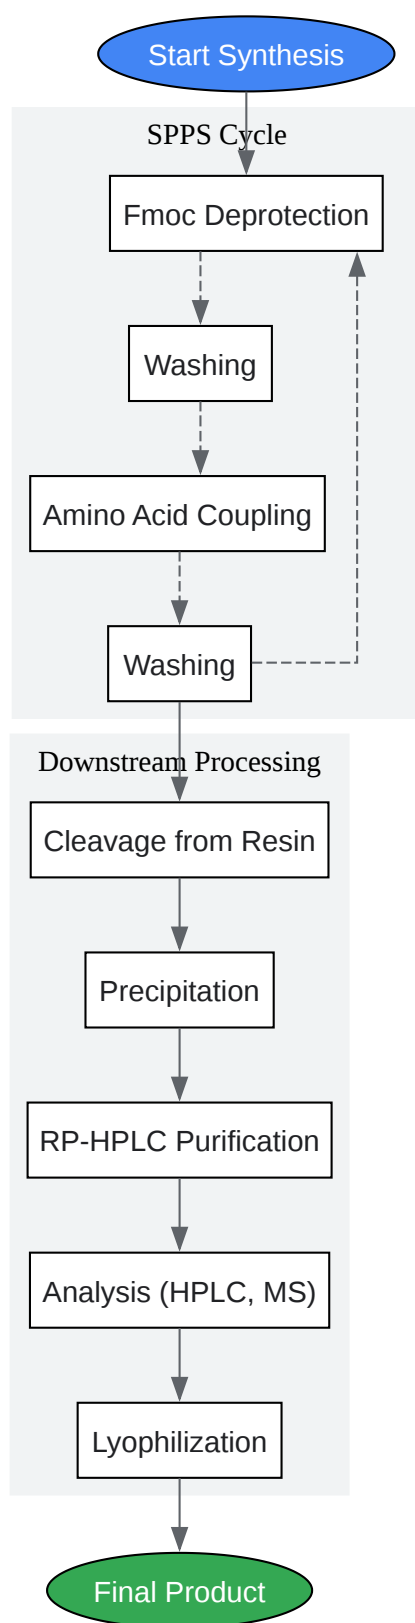 Start Synthesis
SPPS Cycle
Fmoc Deprotection
Washing
Amino Acid Coupling
Washing
Downstream Processing
Cleavage from Resin
Precipitation
RP-HPLC Purification
Analysis (HPLC, MS)
Lyophilization
Final Product